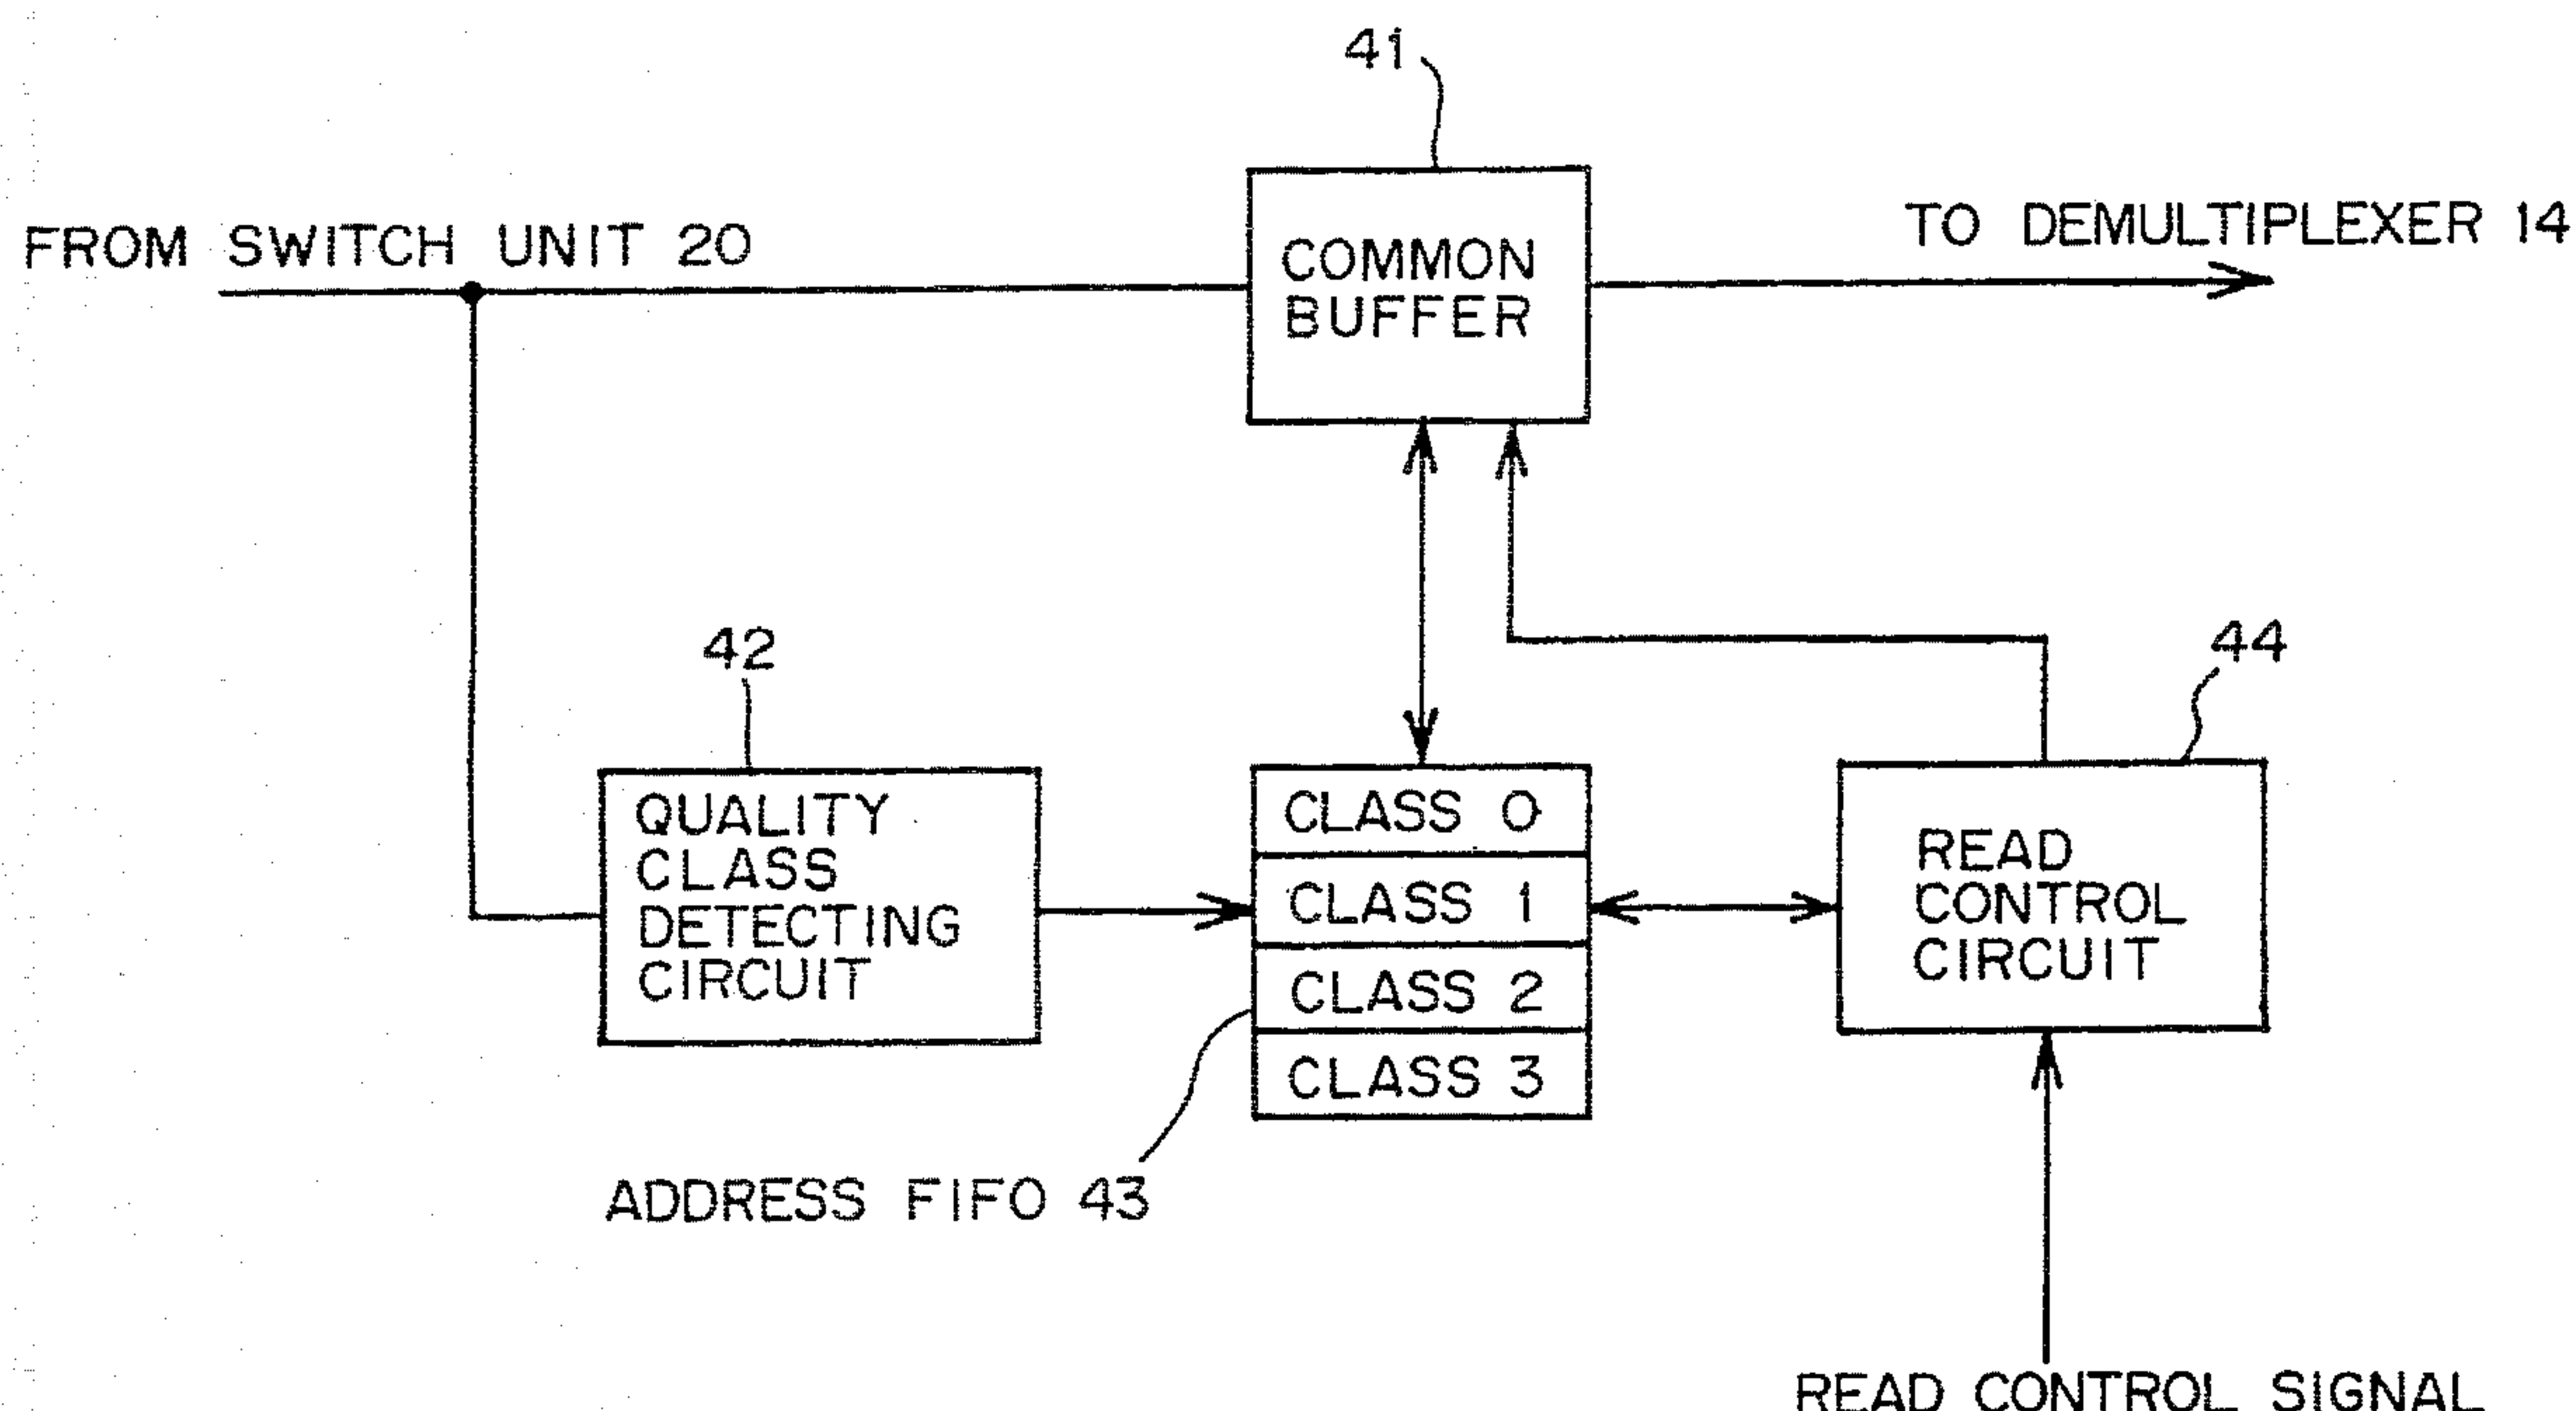 41
FROM SWITCH UNIT 20
TO DEMULTIPLEXER 14
COMMON
BUFFER
42
44
QUALITY
CLASS
DETECTING
CIRCUIT
CLASS 0
CLASS 1
CLASS 2
CLASS 3
READ
CONTROL
CIRCUIT
ADDRESS FIFO 43
READ CONTROL SIGNAL